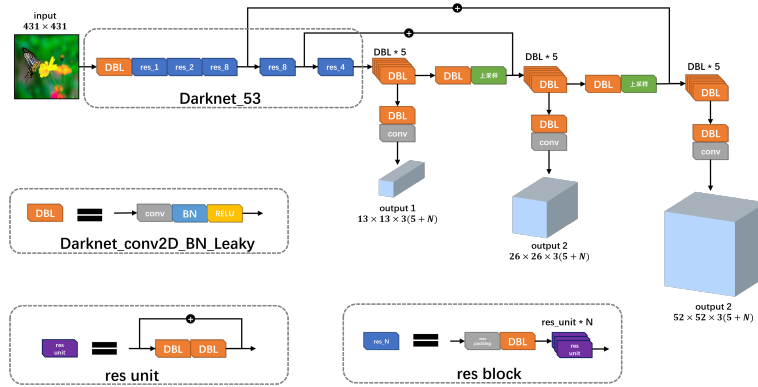 input
431 × 431
DBL
res_1
res_2
res_8
res_8
res_4
Darknet_53
DBL * 5
DBL
DBL
上采样
DBL * 5
DBL
DBL
上采样
DBL * 5
DBL
DBL
conv
DBL
conv
DBL
conv
output 1
13 × 13 × 3(5 + N)
output 2
26 × 26 × 3(5 + N)
output 2
52 × 52 × 3(5 + N)
DBL
conv
BN
RELU
Darknet_conv2D_BN_Leaky
res
unit
DBL
DBL
res unit
res_N
zero
padding
DBL
res_unit * N
res
unit
res block